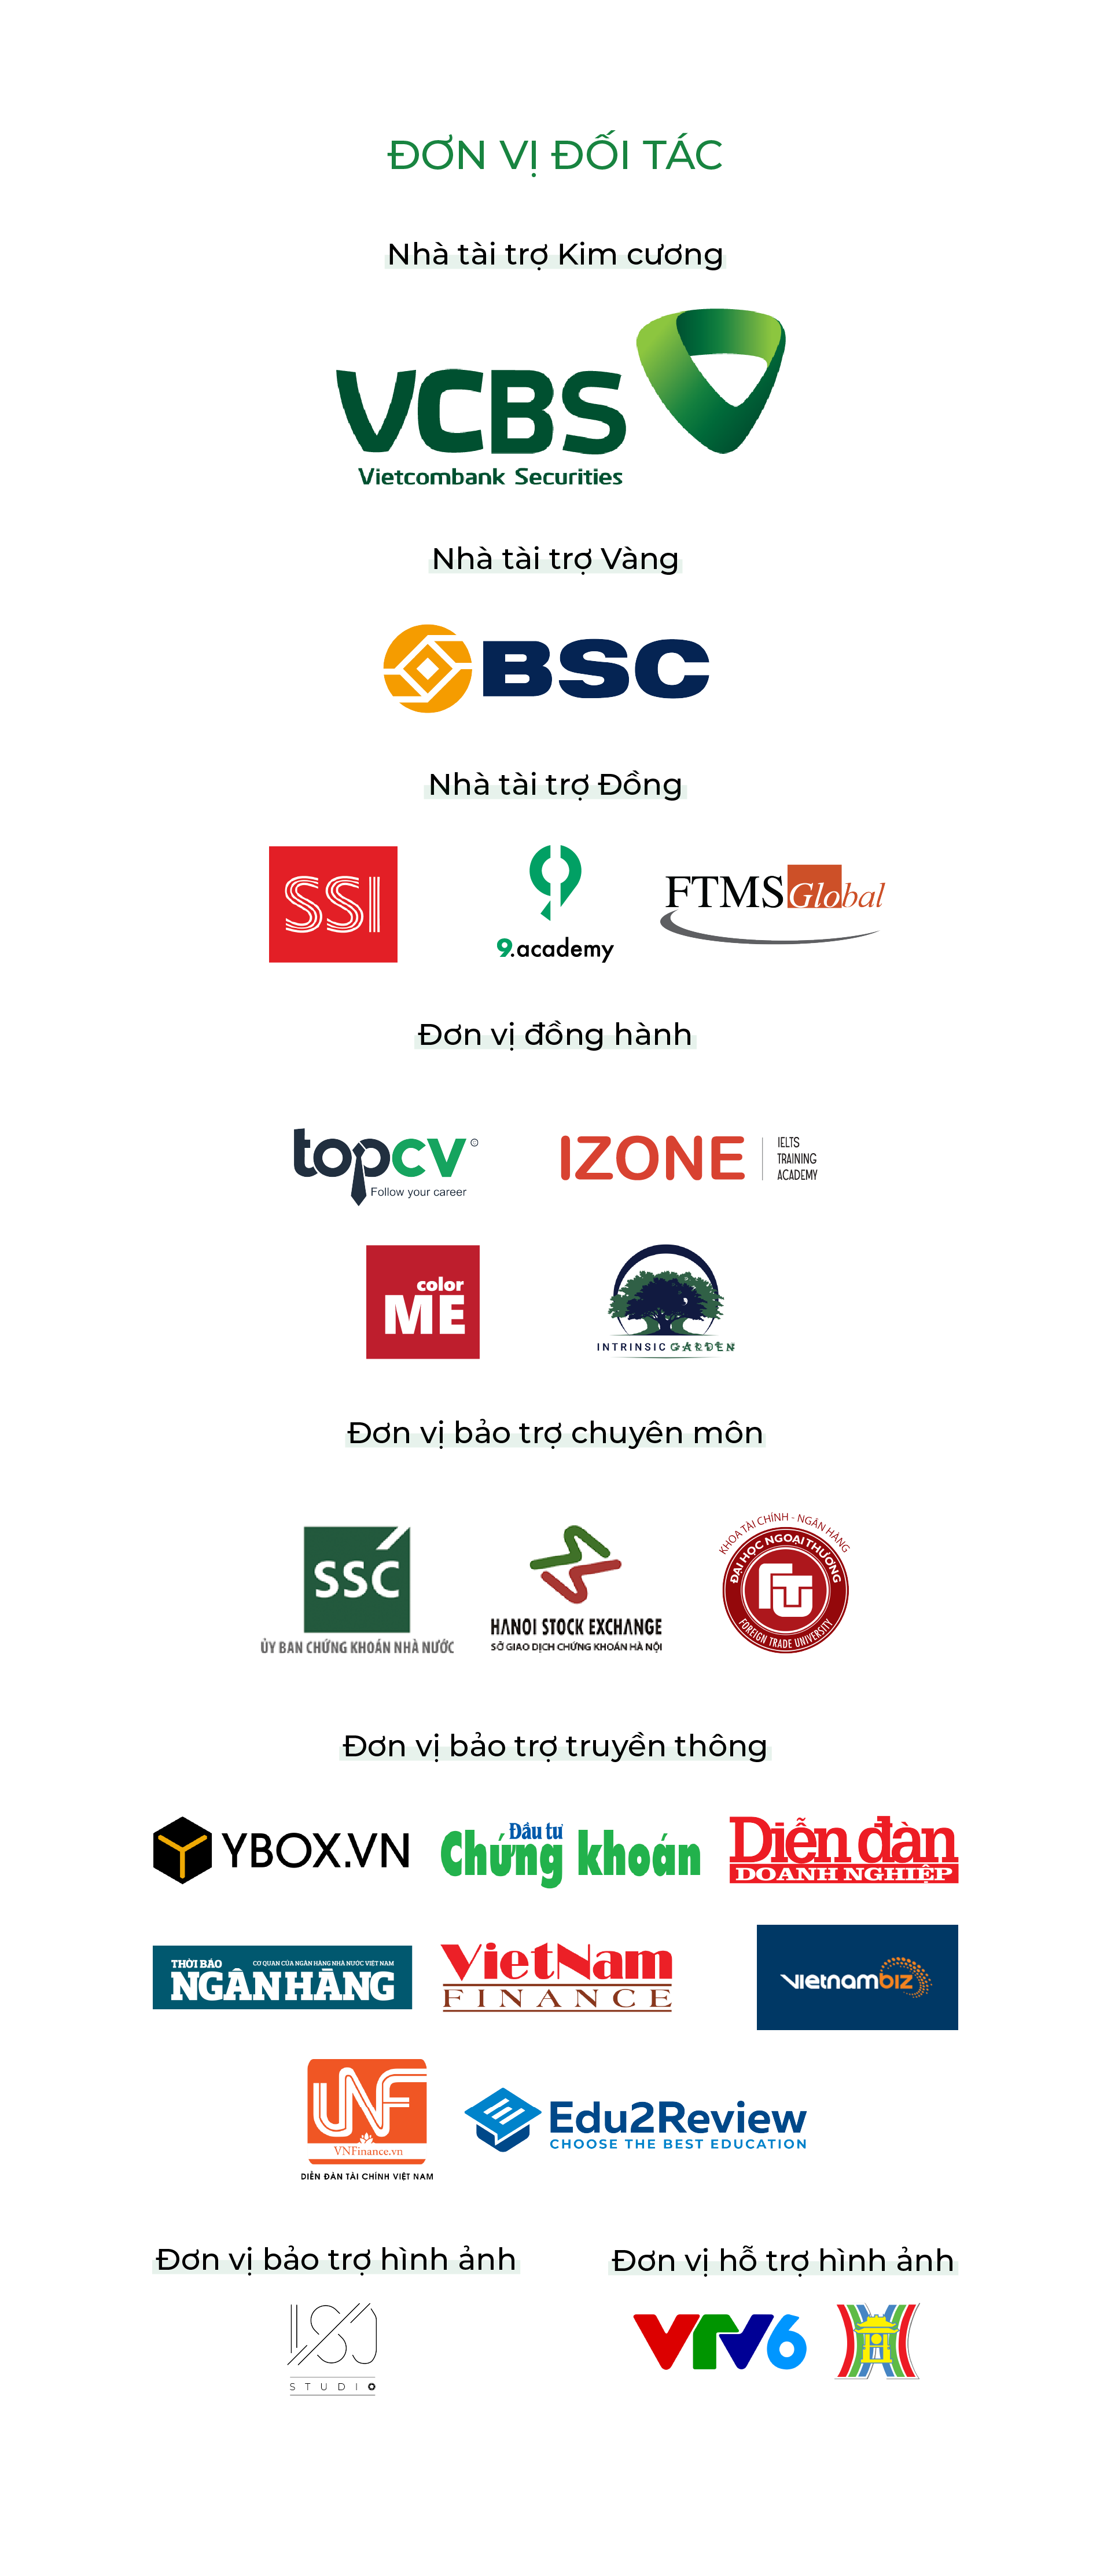 ĐƠN VỊ ĐỐI TÁC
Nhà tài trợ Kim cương
VCBS
Vietcombank Securities
Nhà tài trợ Vàng
BSC
Nhà tài trợ Đồng
SSI
9.academy
FTMS Global
Đơn vị đồng hành
topcv
Follow your career
IZONE
IELTS
TRAINING
ACADEMY
color
ME
INTRINSIC GARDEN
Đơn vị bảo trợ chuyên môn
SSC
ỦY BAN CHỨNG KHOÁN NHÀ NƯỚC
HANOI STOCK EXCHANGE
SỞ GIAO DỊCH CHỨNG KHOÁN HÀ NỘI
KHOA TÀI CHÍNH - NGÂN HÀNG
ĐẠI HỌC NGOẠI THƯƠNG
FTU
FOREIGN TRADE UNIVERSITY
Đơn vị bảo trợ truyền thông
YBOX.VN
Đầu tư
Chứng khoán
Diễn đàn
DOANH NGHIỆP
THỜI BÁO
CƠ QUAN CỦA NGÂN HÀNG NHÀ NƯỚC VIỆT NAM
NGÂN HÀNG
VietNam
FINANCE
vietnambiz
VNF
VNFinance.vn
DIỄN ĐÀN TÀI CHÍNH VIỆT NAM
Edu2Review
CHOOSE THE BEST EDUCATION
Đơn vị bảo trợ hình ảnh
STUDIO
Đơn vị hỗ trợ hình ảnh
VTV6
H